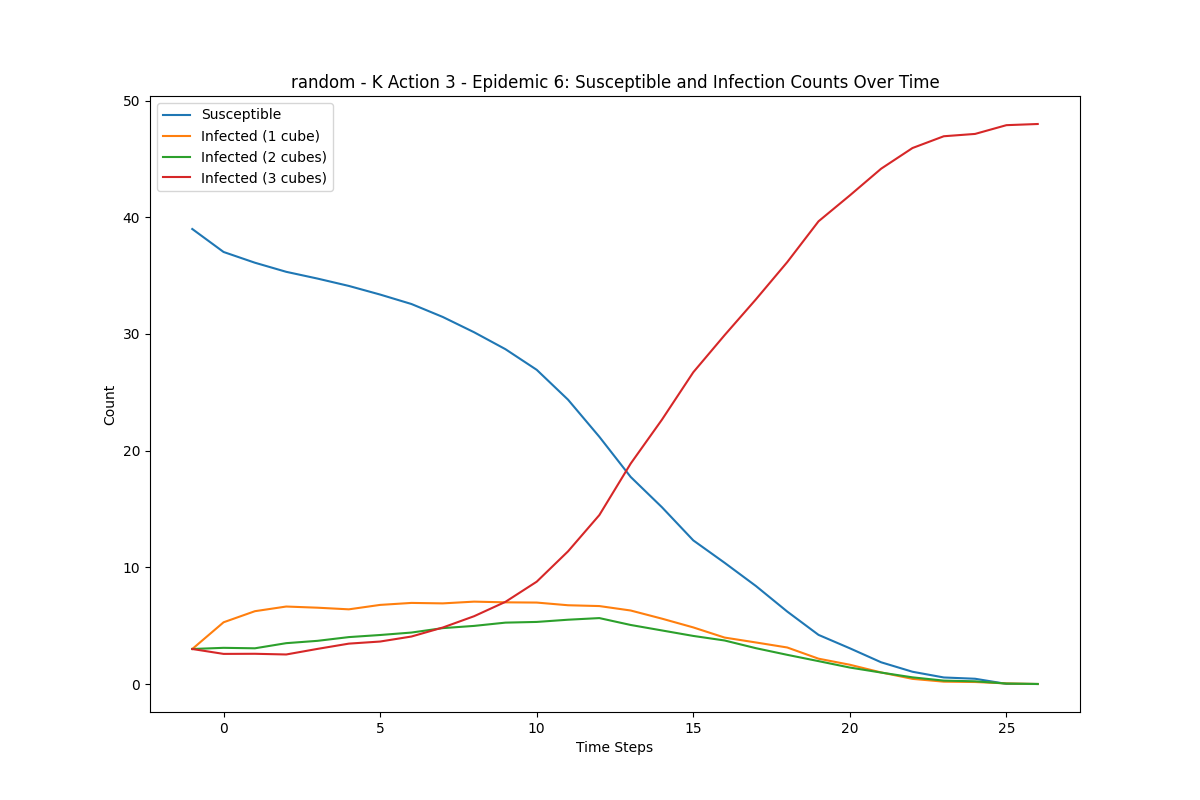 random - K Action 3 - Epidemic 6: Susceptible and Infection Counts Over Time
50
40
30
20
10
0
Count
Susceptible
Infected (1 cube)
Infected (2 cubes)
Infected (3 cubes)
0 5 10 15 20 25
Time Steps